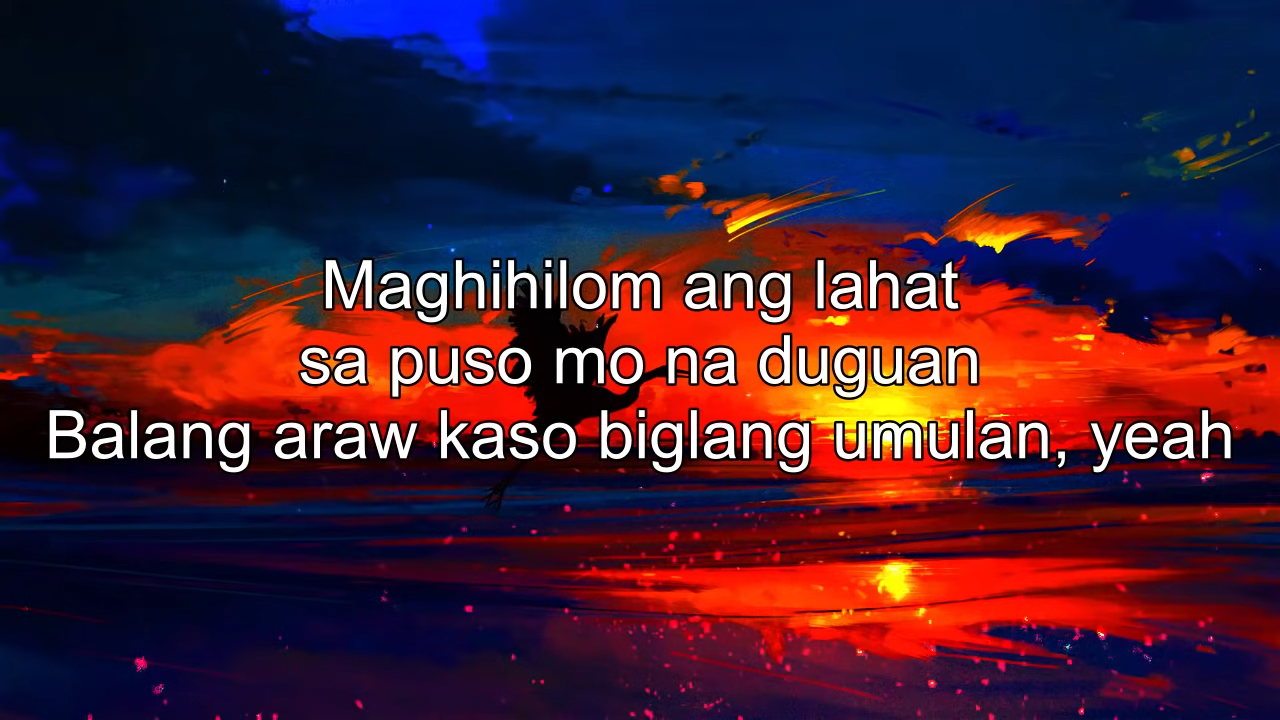 Maghihilom ang lahat
sa puso mo na duguan
Balang araw kaso biglang umulan, yeah